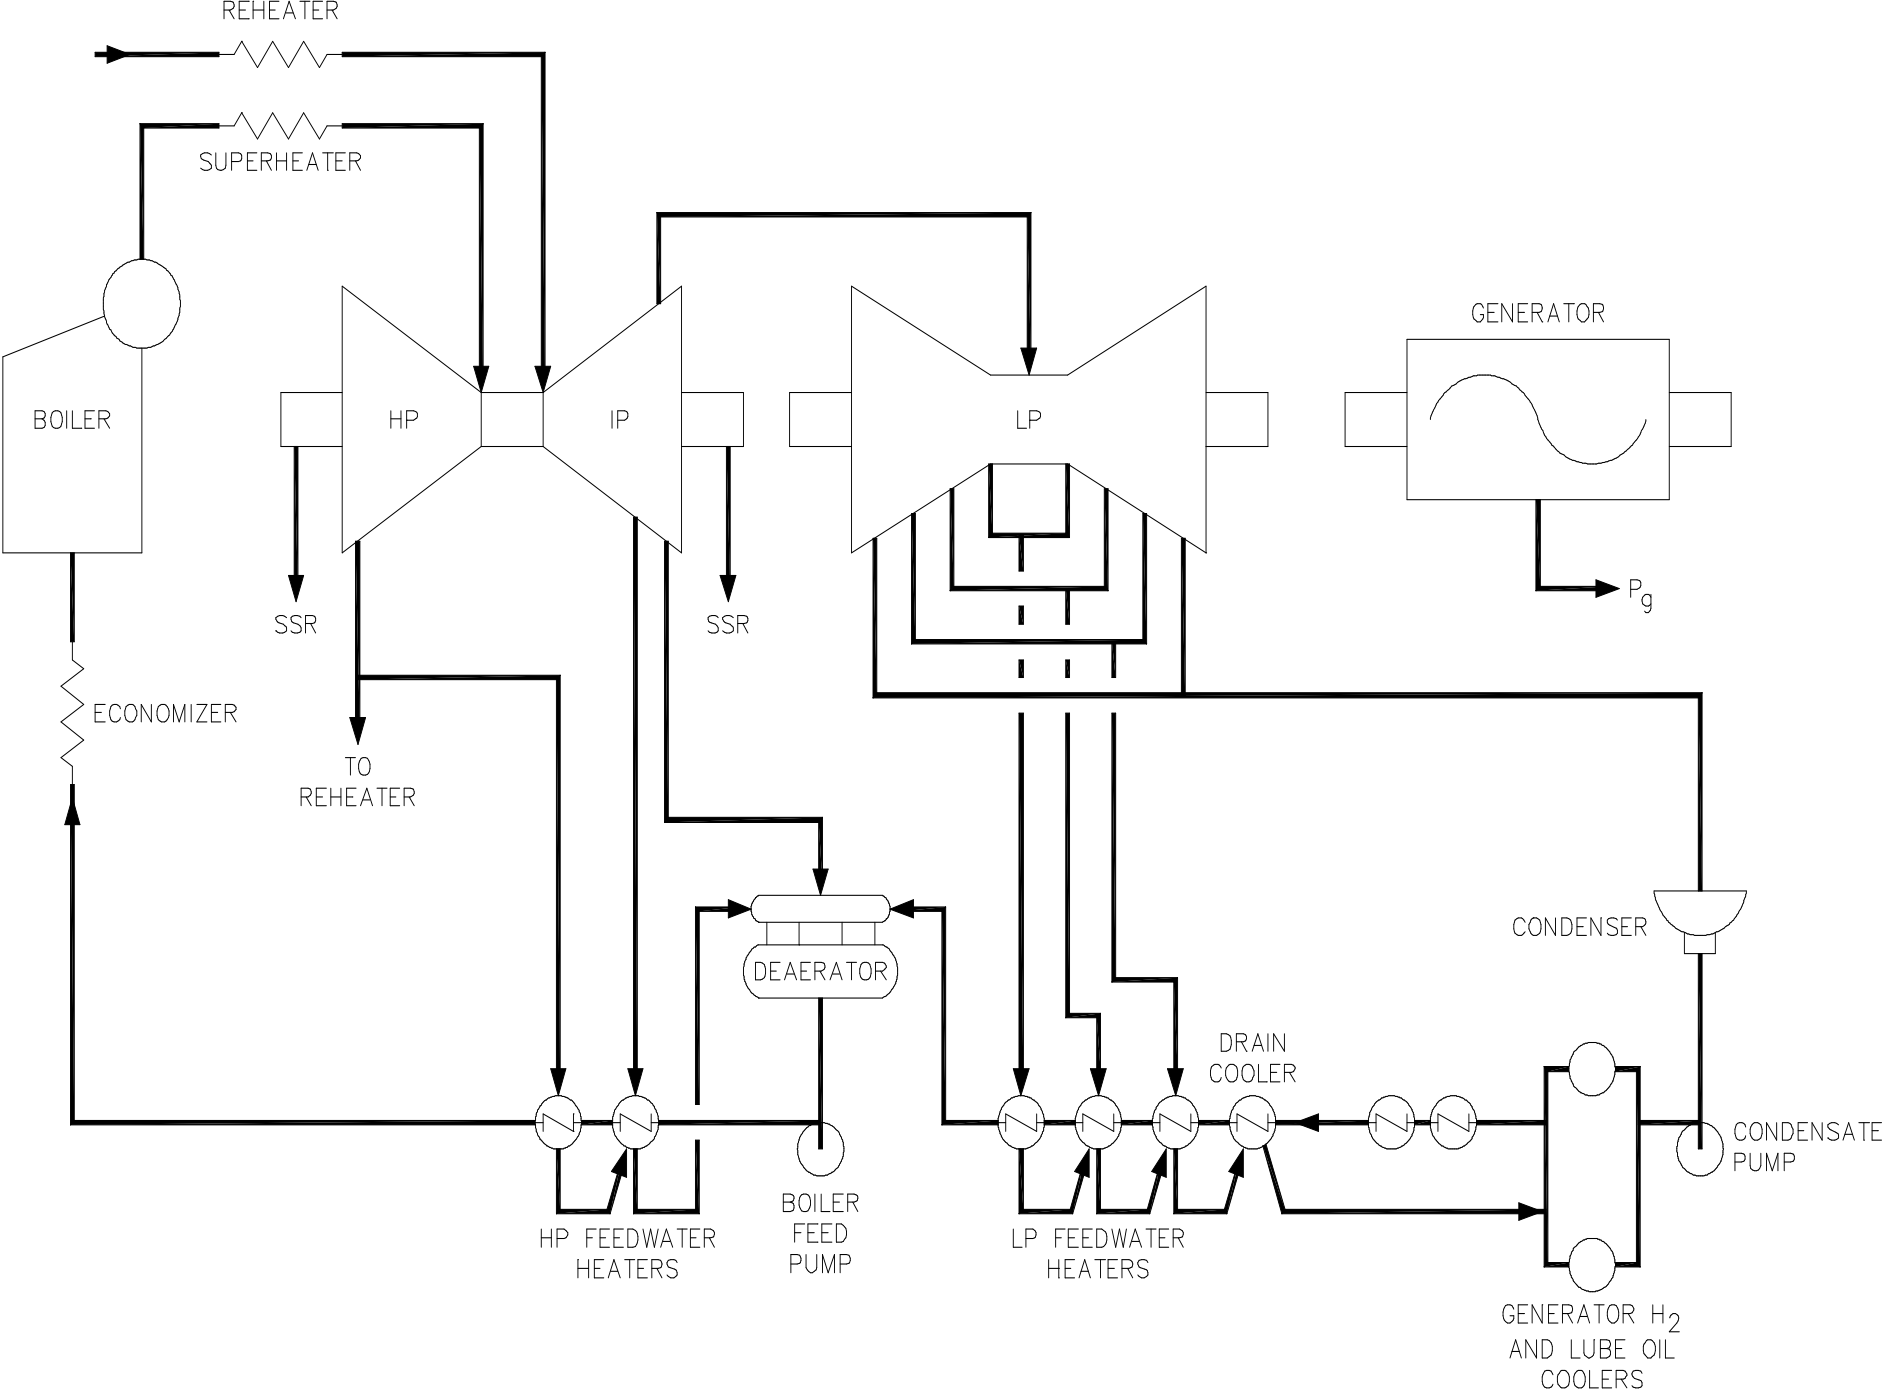 REHEATER
SUPERHEATER
GENERATOR
BOILER
HP
IP
LP
Pg
SSR
SSR
ECONOMIZER
TO
REHEATER
CONDENSER
DEAERATOR
DRAIN
COOLER
CONDENSATE
PUMP
BOILER
FEED
PUMP
HP FEEDWATER
HEATERS
LP FEEDWATER
HEATERS
GENERATOR H2
AND LUBE OIL
COOLERS